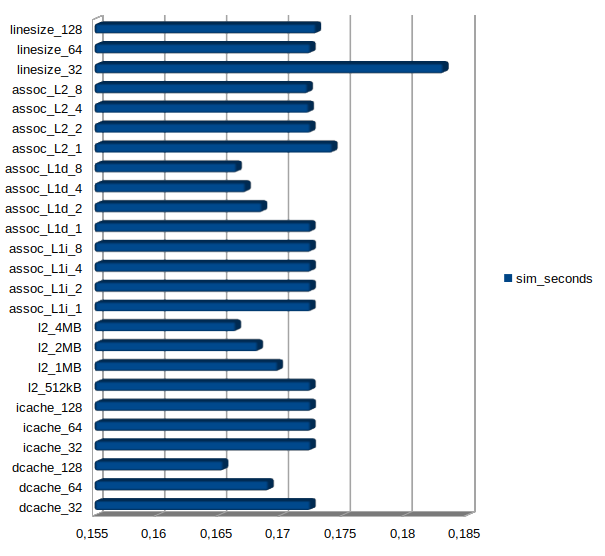 linesize_128
linesize_64
linesize_32
assoc_L2_8
assoc_L2_4
assoc_L2_2
assoc_L2_1
assoc_L1d_8
assoc_L1d_4
assoc_L1d_2
assoc_L1d_1
assoc_L1i_8
assoc_L1i_4
assoc_L1i_2
assoc_L1i_1
l2_4MB
l2_2MB
l2_1MB
l2_512kB
icache_128
icache_64
icache_32
dcache_128
dcache_64
dcache_32
0,155 0,16 0,165 0,17 0,175 0,18 0,185
sim_seconds